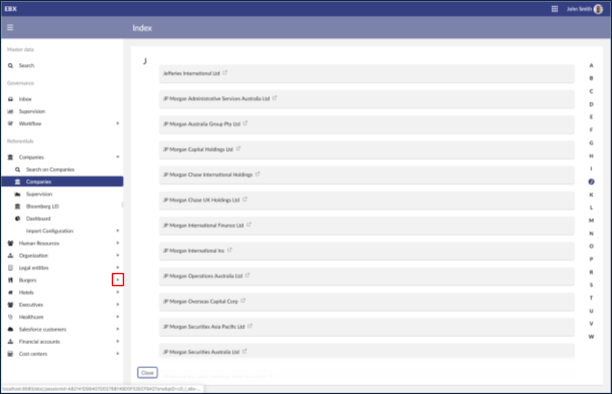 EBX
John Smith
Index
Master data
Search
Governance
Inbox
Supervision
Workflow
Referentials
Companies
Search on Companies
Companies
Supervision
Bloomberg LEI
Dashboard
Import Configuration
Human Resources
Organization
Legal entities
Burgers
Hotels
Executives
Healthcare
Salesforce customers
Financial accounts
Cost centers
J
Jefferies International Ltd
JP Morgan Administrative Services Australia Ltd
JP Morgan Australia Group Pty Ltd
JP Morgan Capital Holdings Ltd
JP Morgan Chase International Holdings
JP Morgan Chase UK Holdings Ltd
JP Morgan International Finance Ltd
JP Morgan International Inc
JP Morgan Operations Australia Ltd
JP Morgan Overseas Capital Corp
JP Morgan Securities Asia Pacific Ltd
JP Morgan Securities Australia Ltd
Close
A
B
C
D
E
F
G
H
I
J
K
L
M
N
O
P
R
S
T
U
V
W